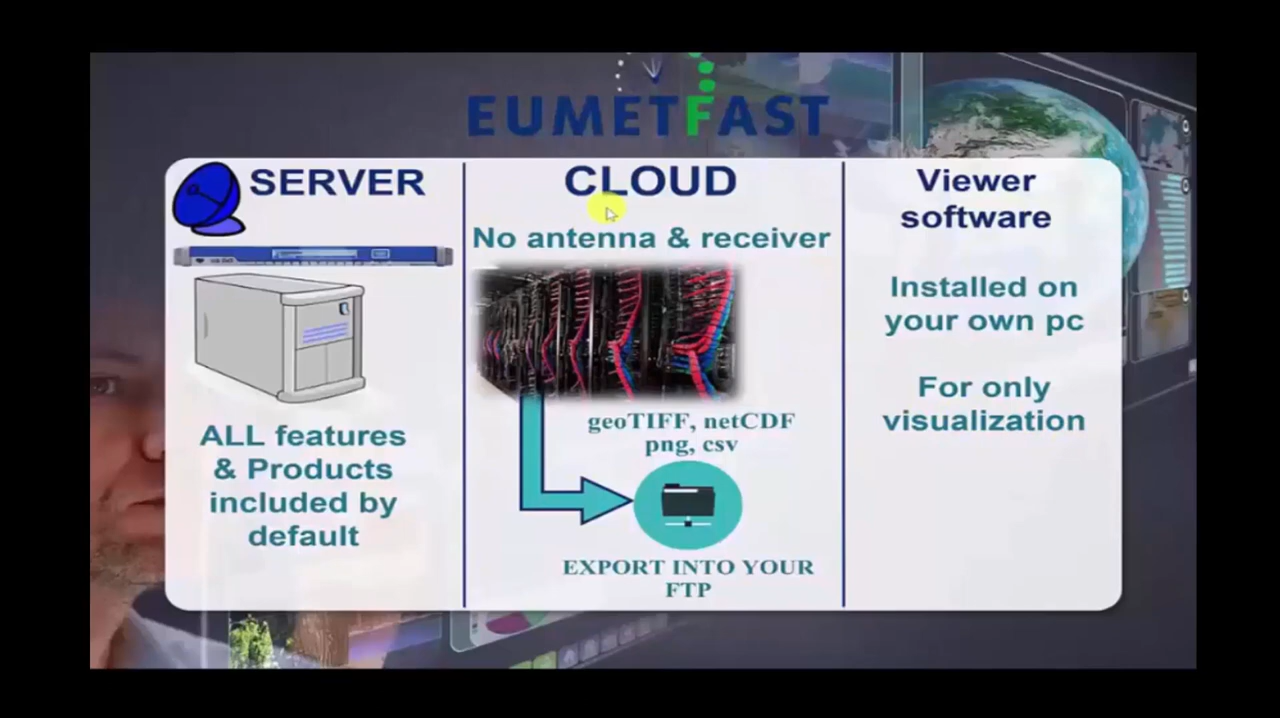 EUMETFAST
SERVER
ALL features
& Products
included by
default
CLOUD
No antenna & receiver
geoTIFF, netCDF
png, csv
EXPORT INTO YOUR
FTP
Viewer
software
Installed on
your own pc
For only
visualization